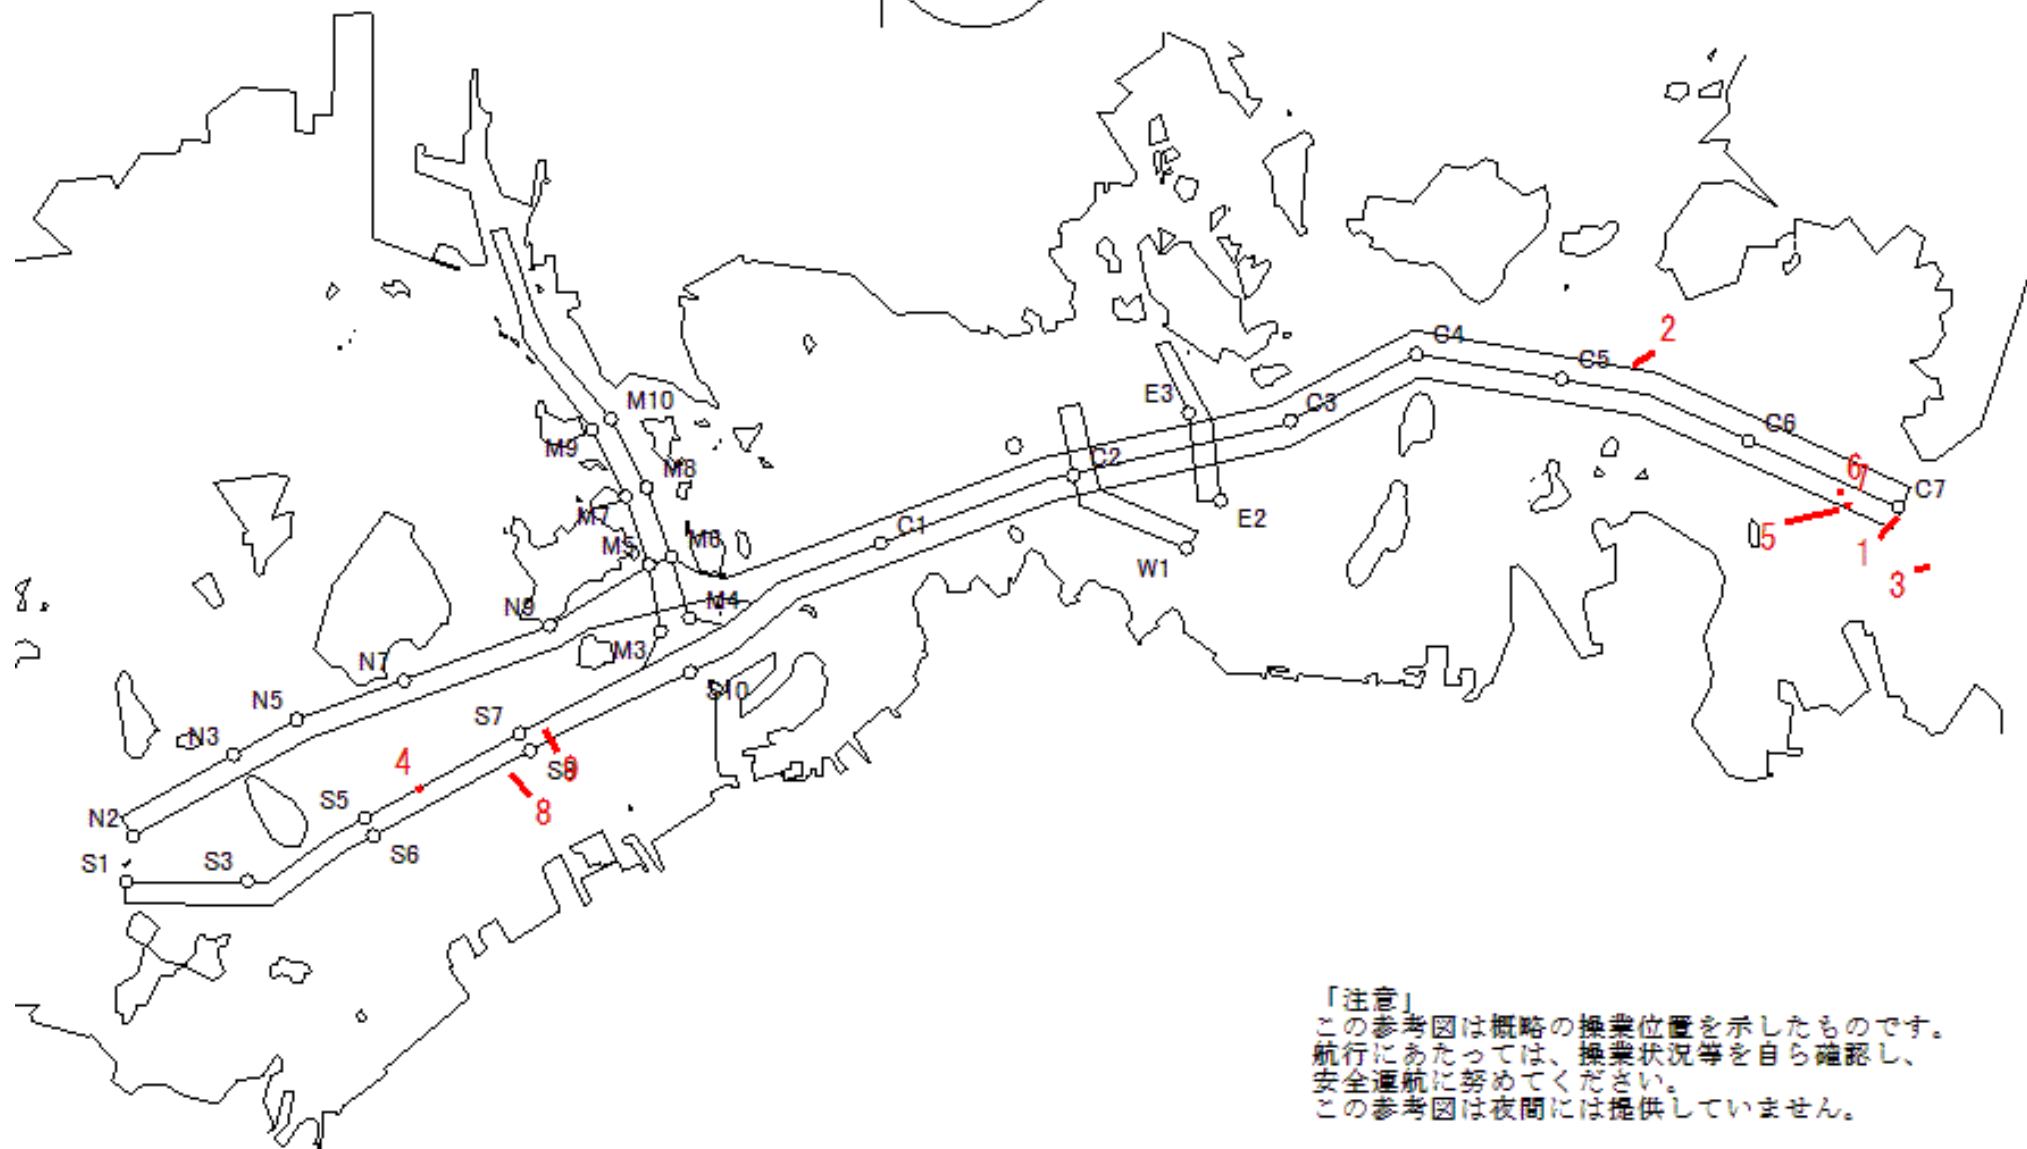 2
C4
C5
M10
E3
C3
C6
M9
C2
M8
6
7
C7
M7
E2
5
C1
M6
M5
1
W1
3
N9
M4
M3
N7
S10
N5
S7
N3
4
S8
9
S5
8
N2
S6
S1
S3
「注意」
この参考図は概略の操業位置を示したものです。
航行にあたっては、操業状況等を自ら確認し、
安全運航に努めてください。
この参考図は夜間には提供していません。